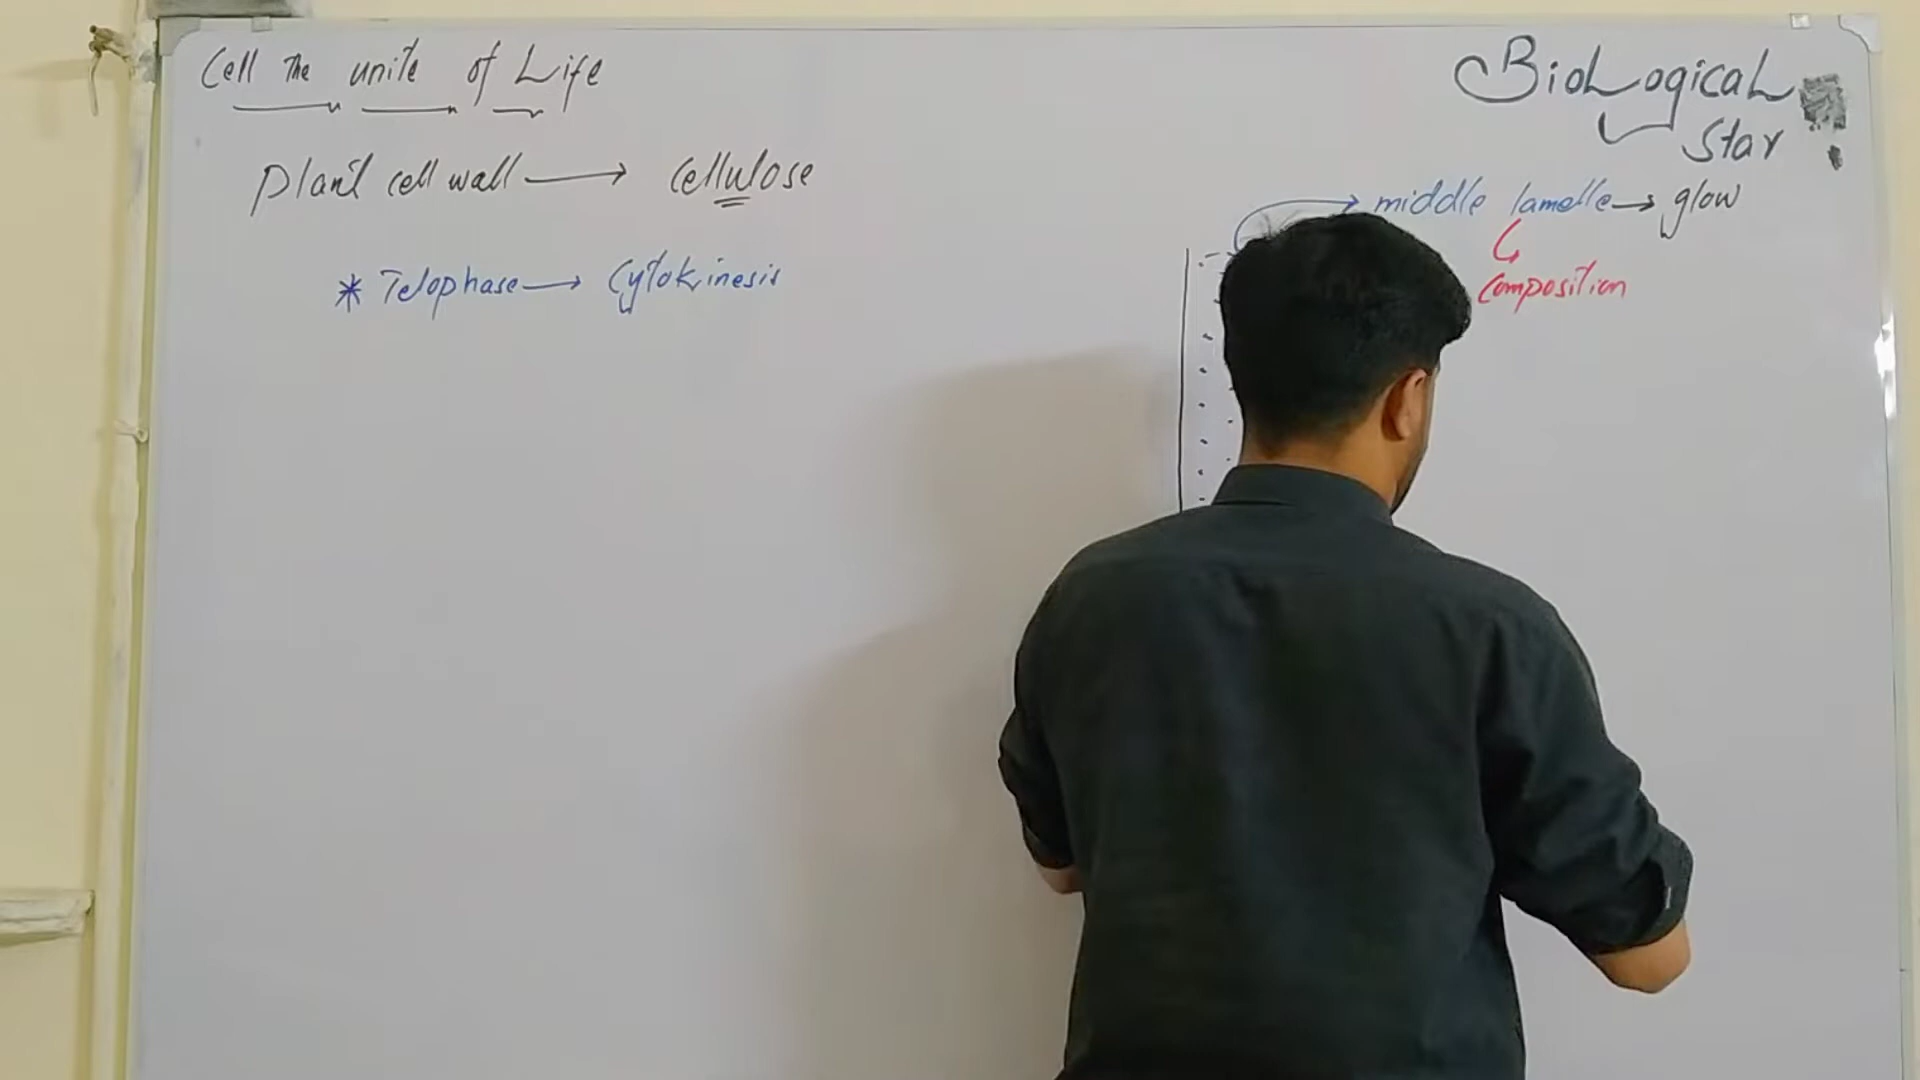 Cell The unite of Life
BioLogical
Star
Plant cell wall → Cellulose
middle lamelle → glow
composition
* Telophase → Cytokinesis